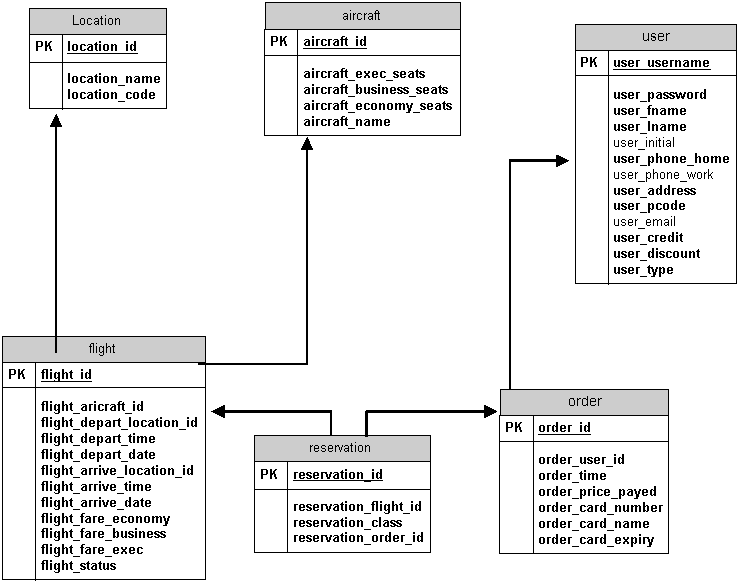 Location
PK location_id
location_name
location_code
aircraft
PK aircraft_id
aircraft_exec_seats
aircraft_business_seats
aircraft_economy_seats
aircraft_name
user
PK user_username
user_password
user_fname
user_lname
user_initial
user_phone_home
user_phone_work
user_address
user_pcode
user_email
user_credit
user_discount
user_type
flight
PK flight_id
flight_aricraft_id
flight_depart_location_id
flight_depart_time
flight_depart_date
flight_arrive_location_id
flight_arrive_time
flight_arrive_date
flight_fare_economy
flight_fare_business
flight_fare_exec
flight_status
reservation
PK reservation_id
reservation_flight_id
reservation_class
reservation_order_id
order
PK order_id
order_user_id
order_time
order_price_payed
order_card_number
order_card_name
order_card_expiry